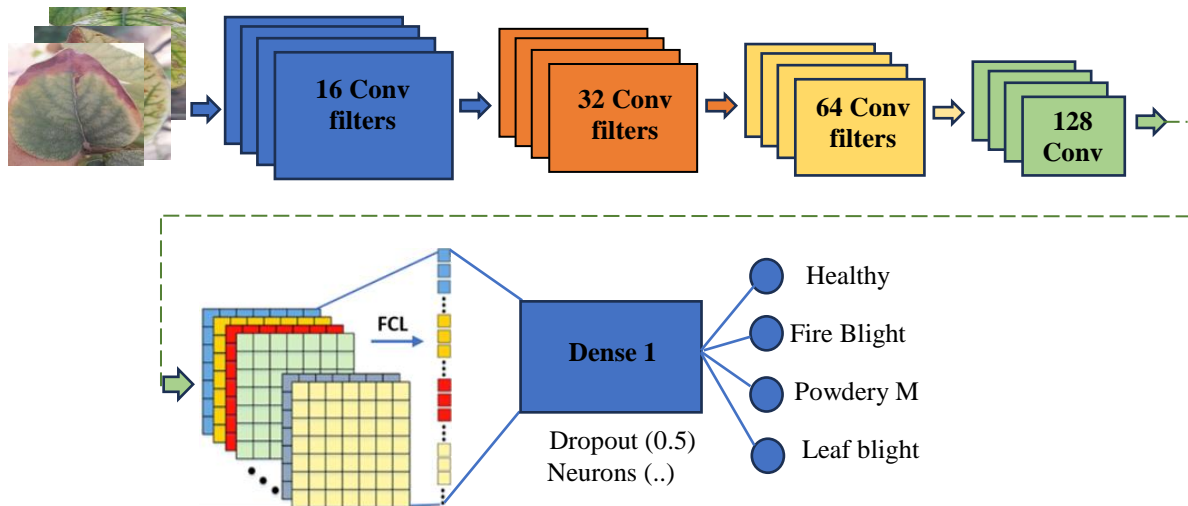 16 Conv
filters
32 Conv
filters
64 Conv
filters
128
Conv
FCL
Dense 1
Dropout (0.5)
Neurons (..)
Healthy
Fire Blight
Powdery M
Leaf blight